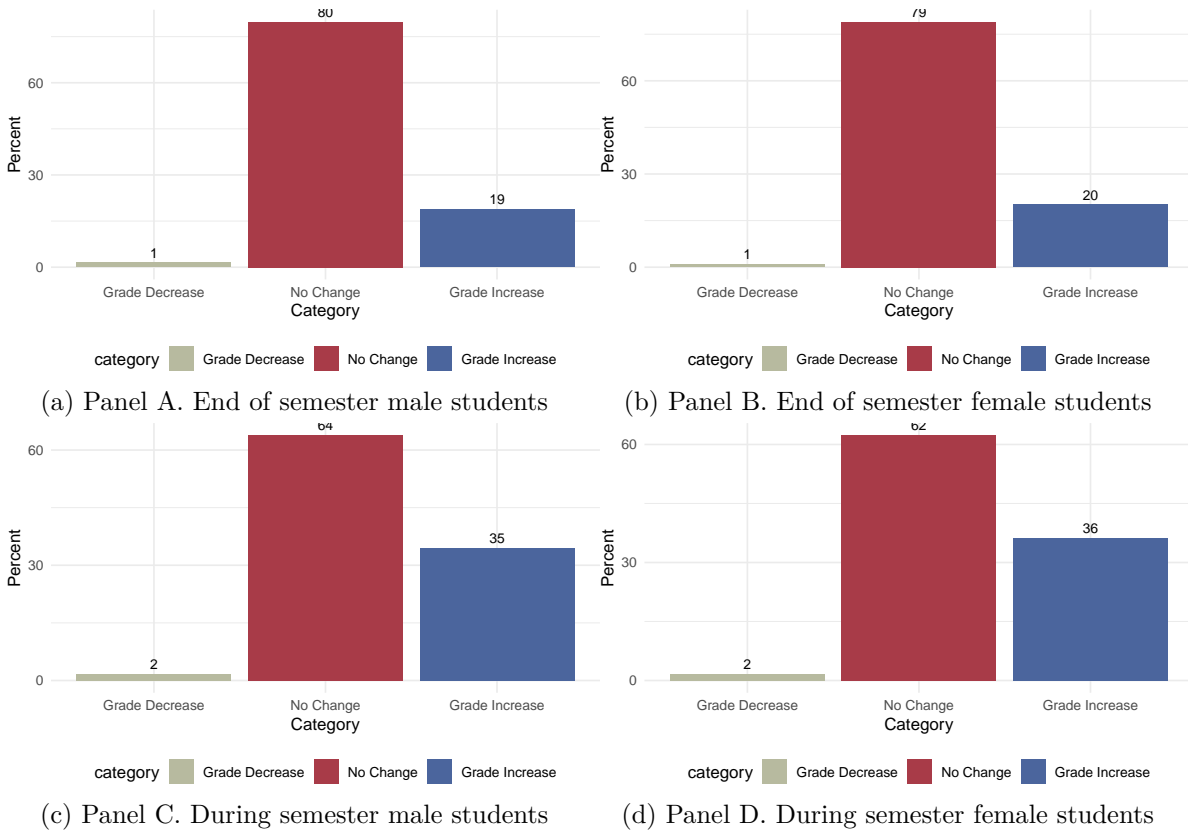 80
60
30
0
Percent
1
19
Grade Decrease No Change Grade Increase
Category
category Grade Decrease No Change Grade Increase
(a) Panel A. End of semester male students
79
60
30
0
Percent
1
20
Grade Decrease No Change Grade Increase
Category
category Grade Decrease No Change Grade Increase
(b) Panel B. End of semester female students
64
60
30
0
Percent
2
35
Grade Decrease No Change Grade Increase
Category
category Grade Decrease No Change Grade Increase
(c) Panel C. During semester male students
62
60
30
0
Percent
2
36
Grade Decrease No Change Grade Increase
Category
category Grade Decrease No Change Grade Increase
(d) Panel D. During semester female students